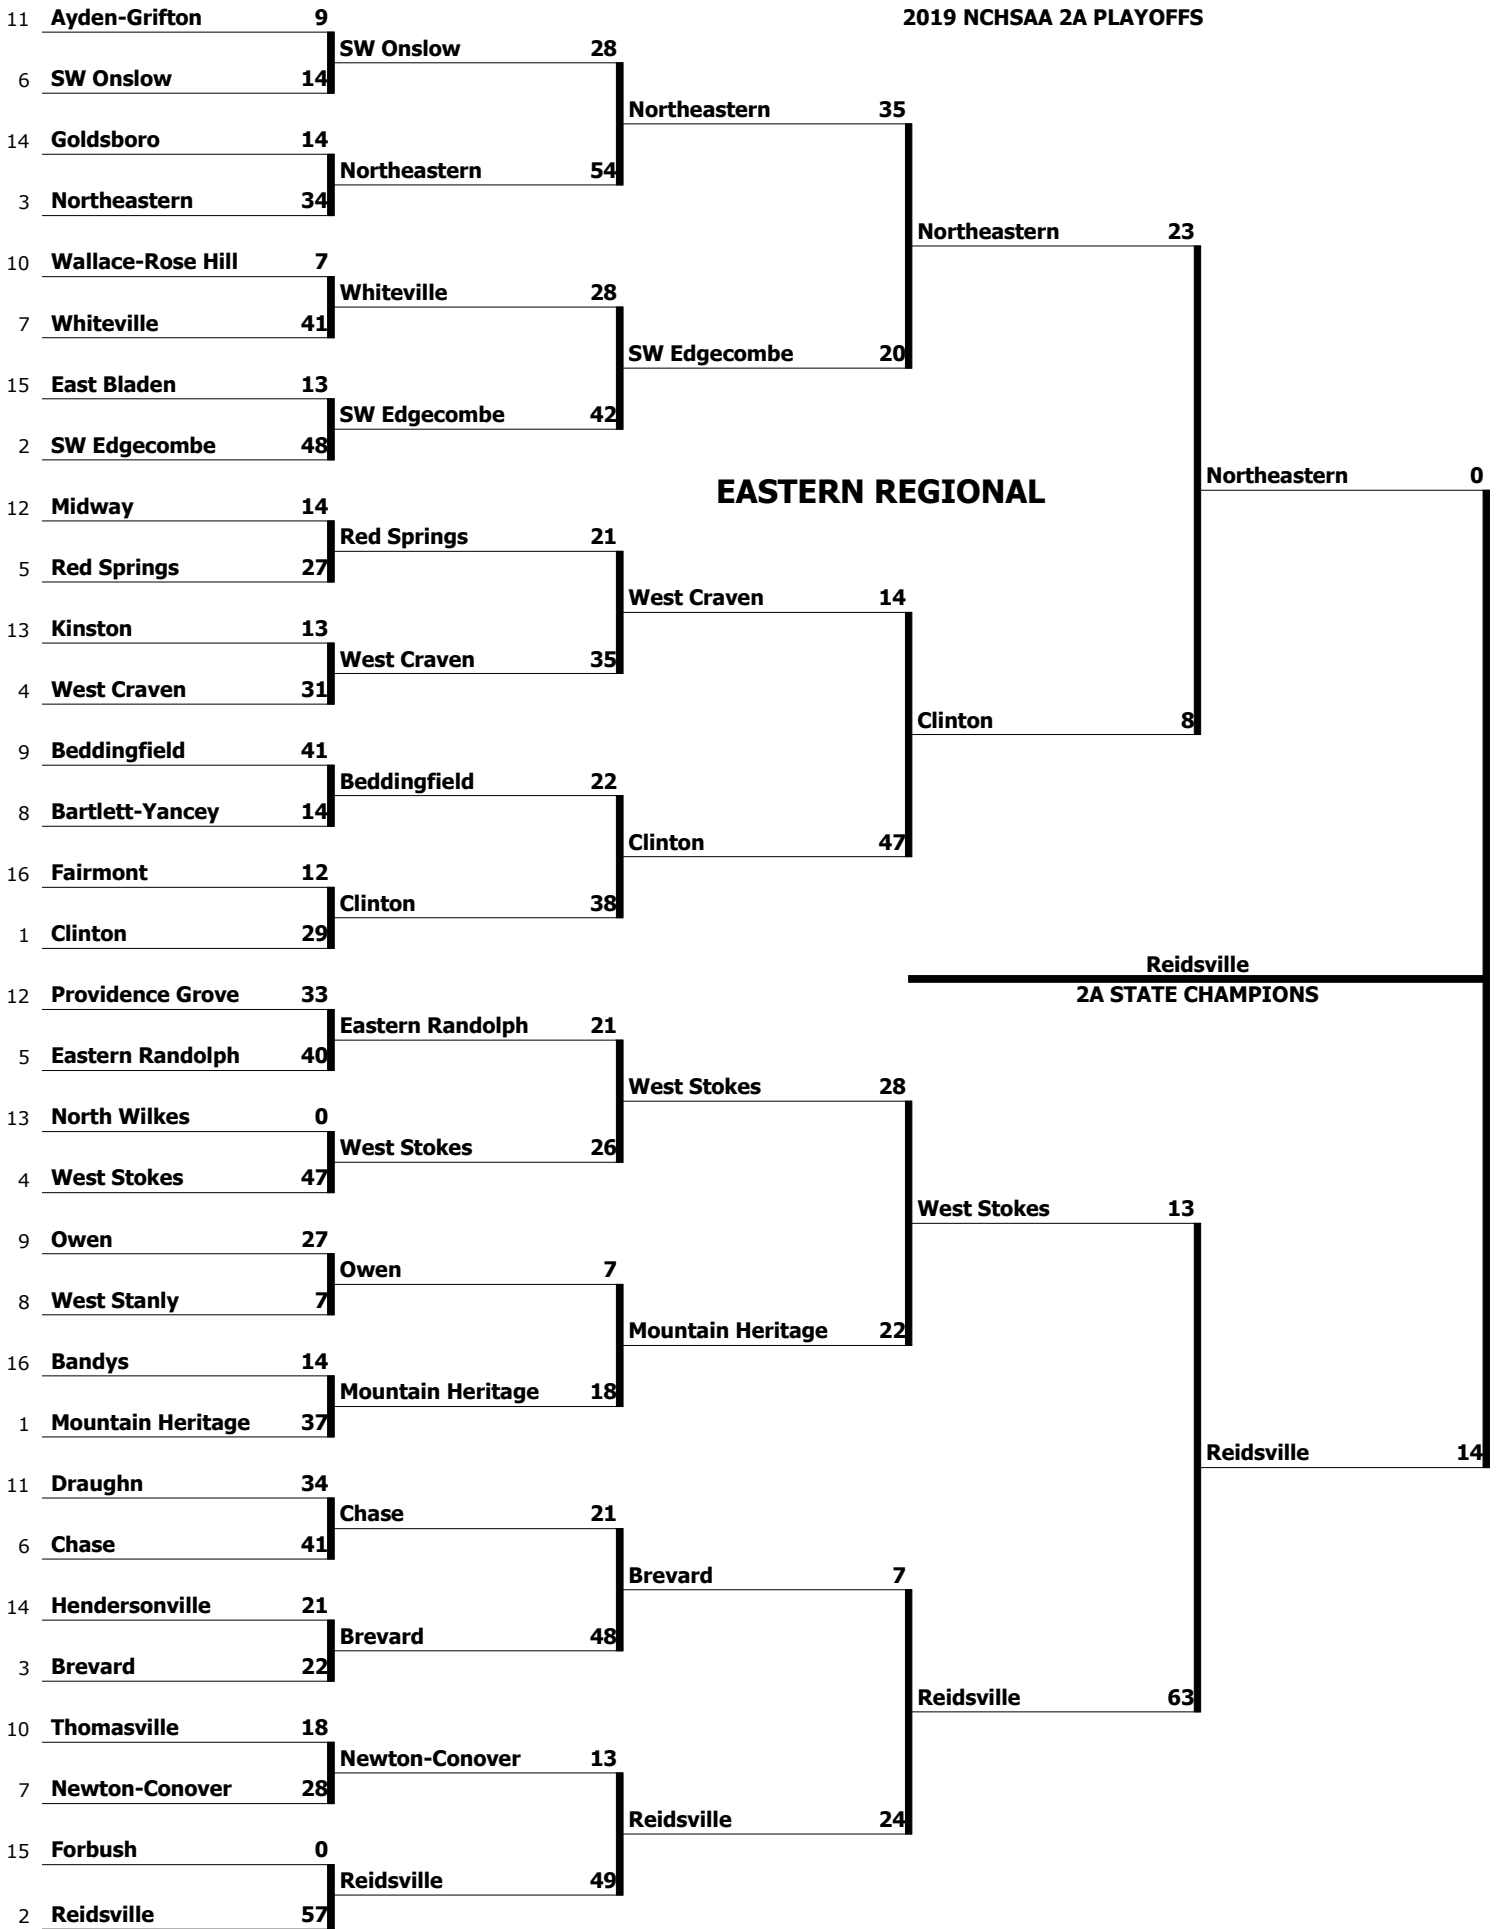 2019 NCHSAA 2A PLAYOFFS
11 Ayden-Grifton 9
6 SW Onslow 14
14 Goldsboro 14
3 Northeastern 34
10 Wallace-Rose Hill 7
7 Whiteville 41
15 East Bladen 13
2 SW Edgecombe 48
12 Midway 14
5 Red Springs 27
13 Kinston 13
4 West Craven 31
9 Beddingfield 41
8 Bartlett-Yancey 14
16 Fairmont 12
1 Clinton 29
12 Providence Grove 33
5 Eastern Randolph 40
13 North Wilkes 0
4 West Stokes 47
9 Owen 27
8 West Stanly 7
16 Bandys 14
1 Mountain Heritage 37
11 Draughn 34
6 Chase 41
14 Hendersonville 21
3 Brevard 22
10 Thomasville 18
7 Newton-Conover 28
15 Forbush 0
2 Reidsville 57
SW Onslow 28
Northeastern 54
Whiteville 28
SW Edgecombe 42
Red Springs 21
West Craven 35
Beddingfield 22
Clinton 38
Eastern Randolph 21
West Stokes 26
Owen 7
Mountain Heritage 18
Chase 21
Brevard 48
Newton-Conover 13
Reidsville 49
Northeastern 35
SW Edgecombe 20
EASTERN REGIONAL
West Craven 14
Clinton 47
West Stokes 28
Mountain Heritage 22
Brevard 7
Reidsville 24
Northeastern 23
Clinton 8
West Stokes 13
Reidsville 63
Northeastern 0
Reidsville 14
Reidsville
2A STATE CHAMPIONS